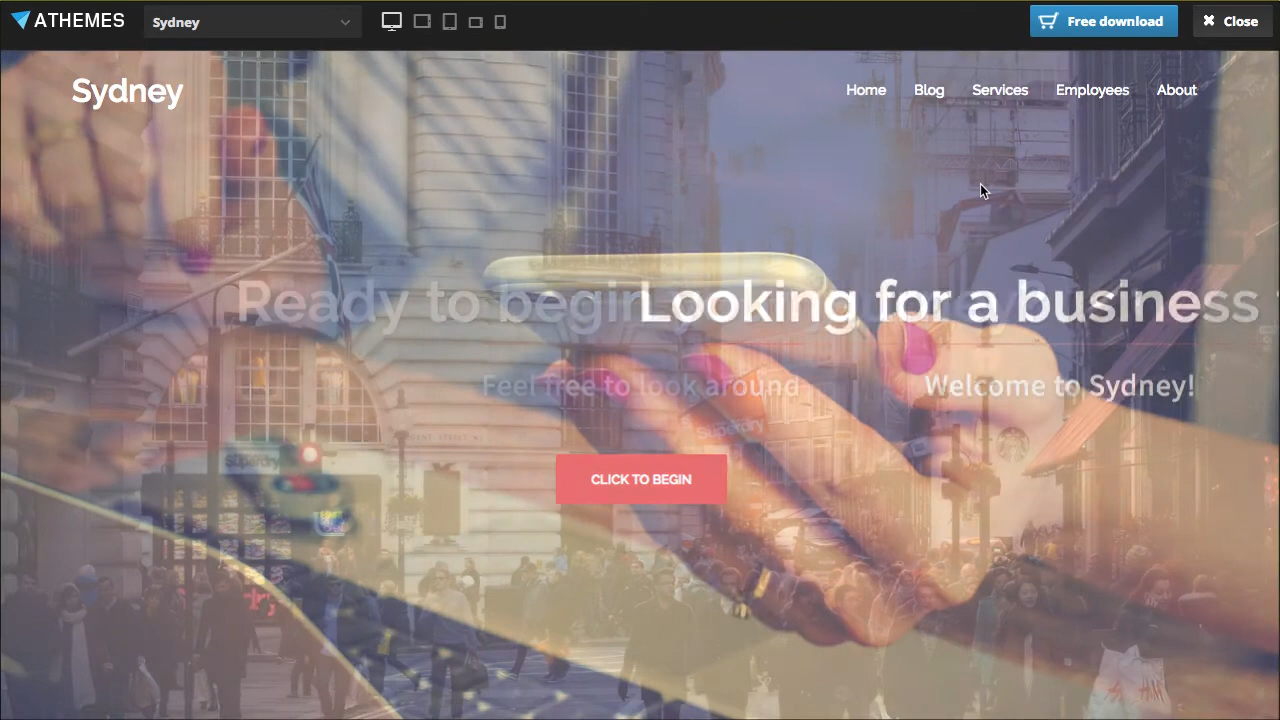 ATHEMES
Sydney
Free download
Close
Sydney
Home
Blog
Services
Employees
About
Ready to begin
Looking for a business
Feel free to look around
Welcome to Sydney!
Superdry
CLICK TO BEGIN
H&M